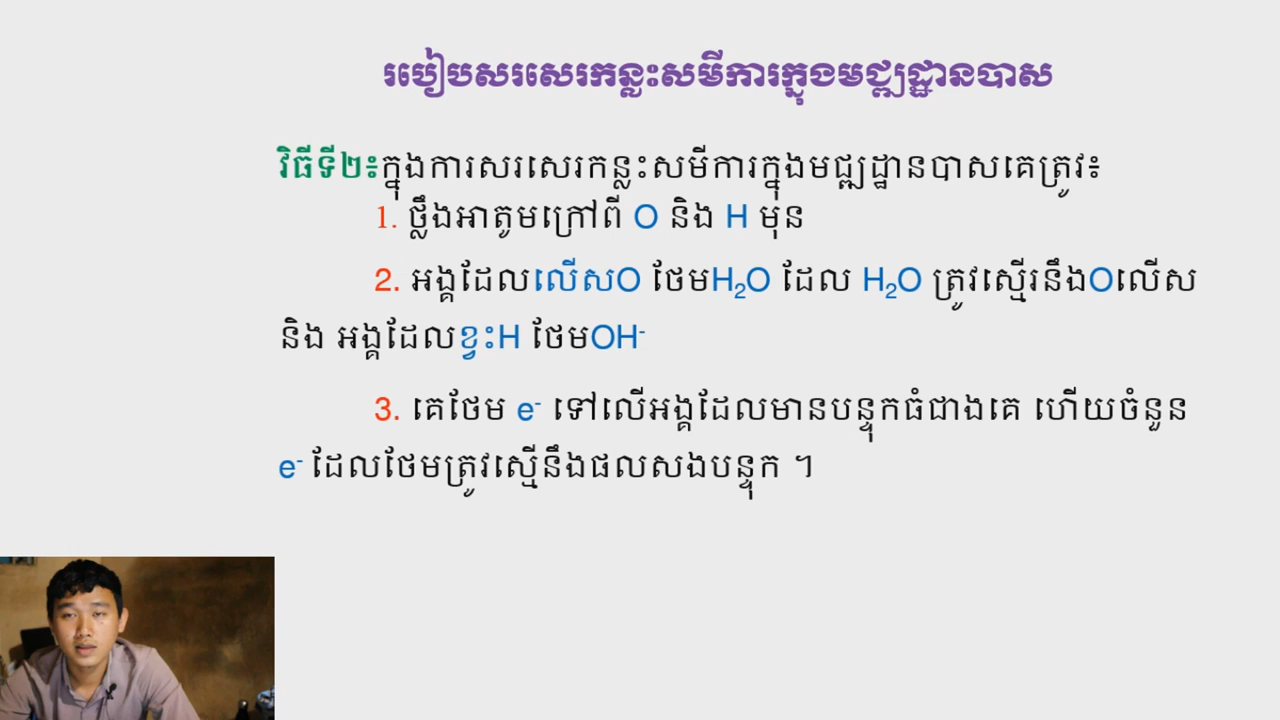 របៀបសរសេរកន្លះសមីការក្នុងមជ្ឈដ្ឋានបាស
វិធីទី២៖ក្នុងការសរសេរកន្លះសមីការក្នុងមជ្ឈដ្ឋានបាសគេត្រូវ៖
1. ថ្លឹងអាតូមក្រៅពី O និង H មុន
2. អង្គដែលលើសO ថែមH₂O ដែល H₂O ត្រូវស្មើរនឹងOលើស
និង អង្គដែលខ្វះH ថែមOH⁻
3. គេថែម e⁻ ទៅលើអង្គដែលមានបន្ទុកធំជាងគេ ហើយចំនួន
e⁻ ដែលថែមត្រូវស្មើនឹងផលសងបន្ទុក ។